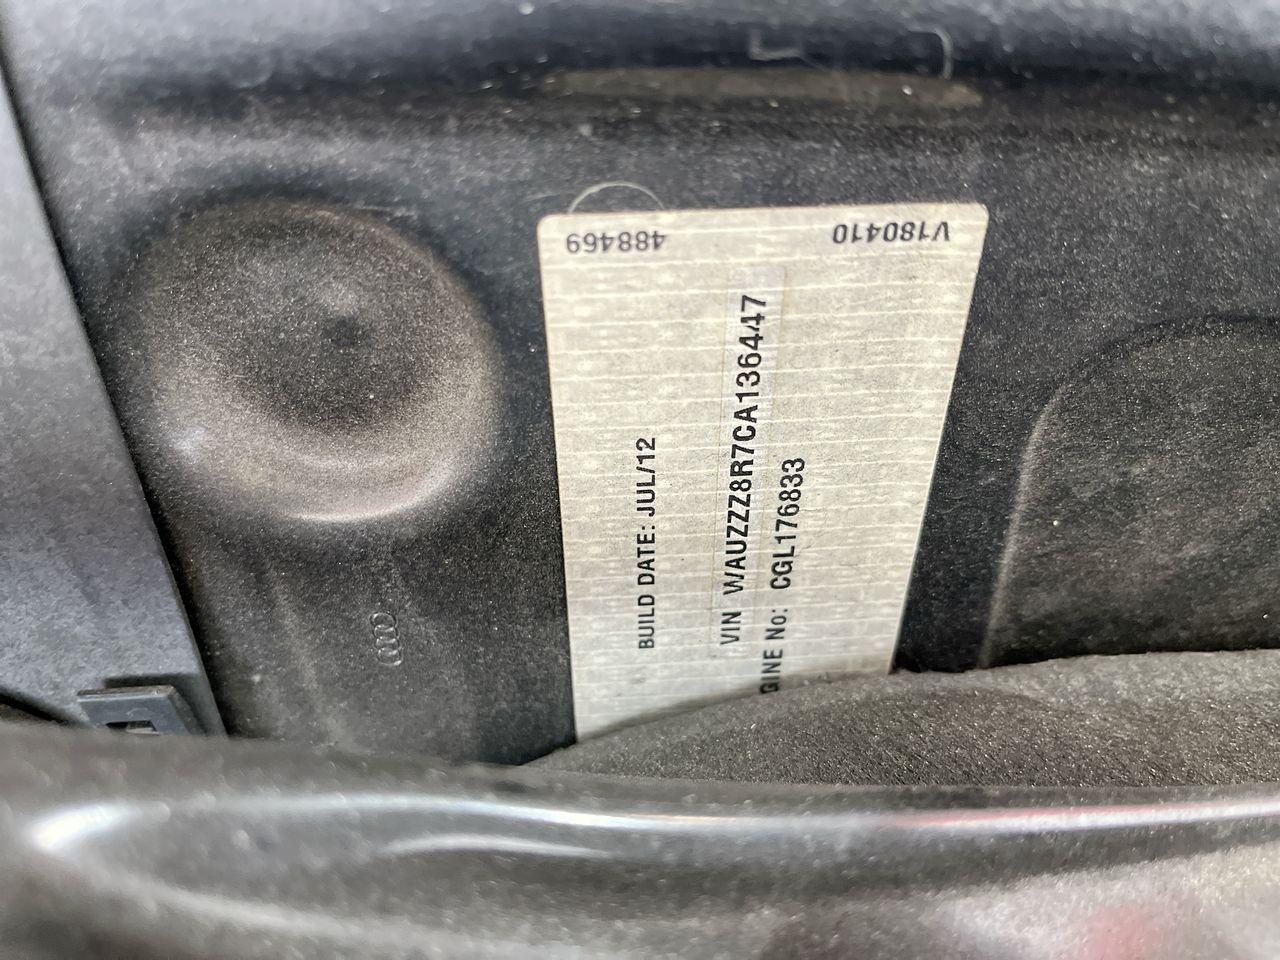 488469
V180410
BUILD DATE: JUL/12
VIN WAUZZZ8R7CA136447
GINE No: CGL176833